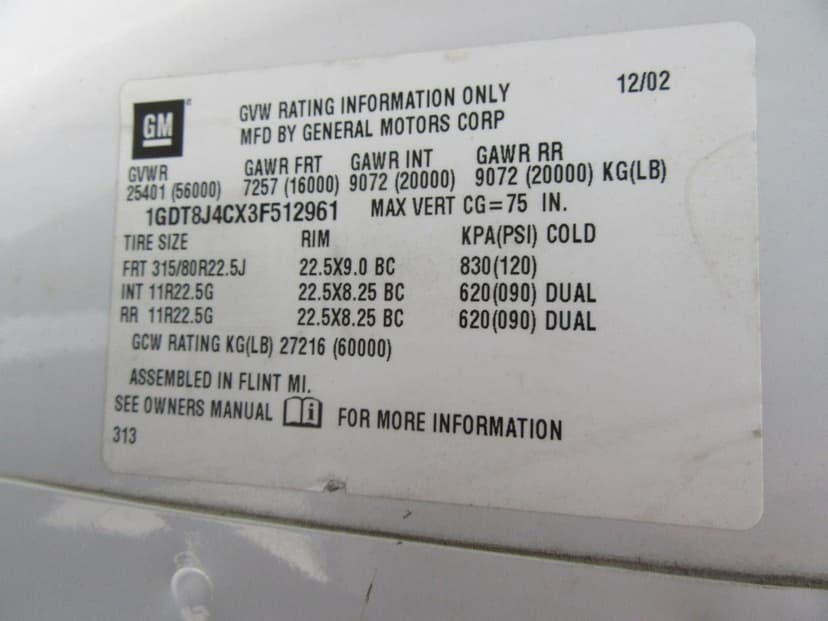 GM
GVW RATING INFORMATION ONLY 12/02
MFD BY GENERAL MOTORS CORP
GVWR GAWR FRT GAWR INT GAWR RR
25401 (56000) 7257 (16000) 9072 (20000) 9072 (20000) KG(LB)
1GDT8J4CX3F512961 MAX VERT CG=75 IN.
TIRE SIZE RIM KPA(PSI) COLD
FRT 315/80R22.5J 22.5X9.0 BC 830(120)
INT 11R22.5G 22.5X8.25 BC 620(090) DUAL
RR 11R22.5G 22.5X8.25 BC 620(090) DUAL
GCW RATING KG(LB) 27216 (60000)
ASSEMBLED IN FLINT MI.
SEE OWNERS MANUAL i FOR MORE INFORMATION
313